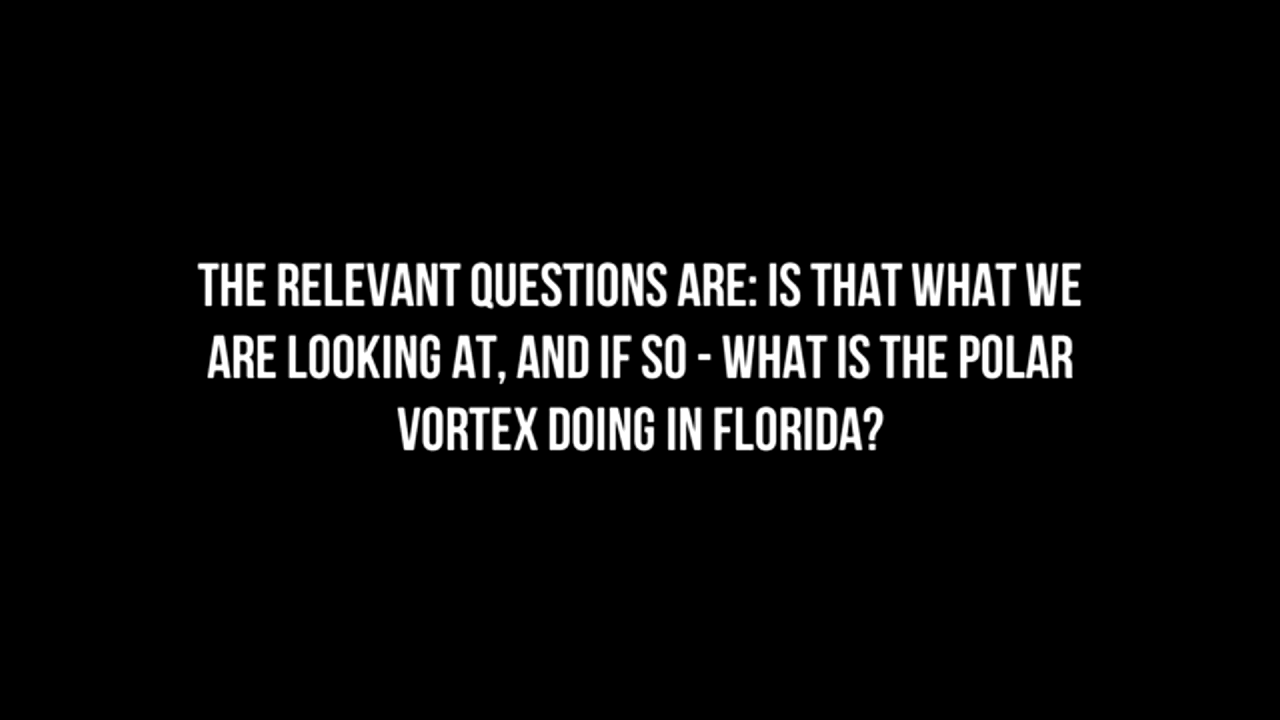 THE RELEVANT QUESTIONS ARE: IS THAT WHAT WE
ARE LOOKING AT, AND IF SO - WHAT IS THE POLAR
VORTEX DOING IN FLORIDA?